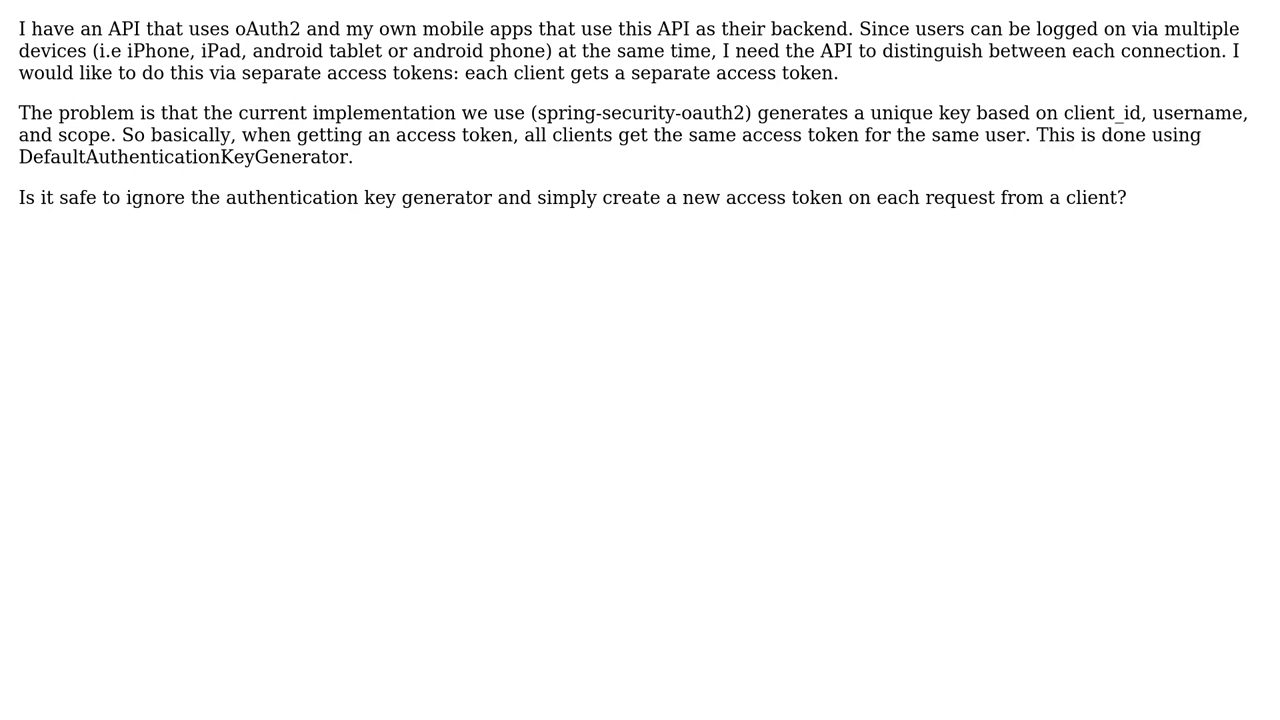 I have an API that uses oAuth2 and my own mobile apps that use this API as their backend. Since users can be logged on via multiple
devices (i.e iPhone, iPad, android tablet or android phone) at the same time, I need the API to distinguish between each connection. I
would like to do this via separate access tokens: each client gets a separate access token.
The problem is that the current implementation we use (spring-security-oauth2) generates a unique key based on client_id, username,
and scope. So basically, when getting an access token, all clients get the same access token for the same user. This is done using
DefaultAuthenticationKeyGenerator.
Is it safe to ignore the authentication key generator and simply create a new access token on each request from a client?